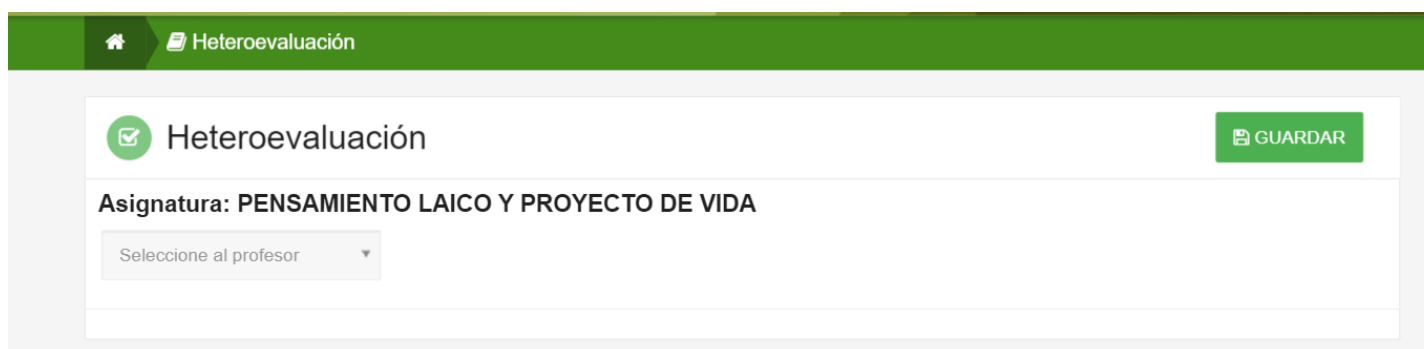 Heteroevaluación
Heteroevaluación
GUARDAR
Asignatura: PENSAMIENTO LAICO Y PROYECTO DE VIDA
Seleccione al profesor